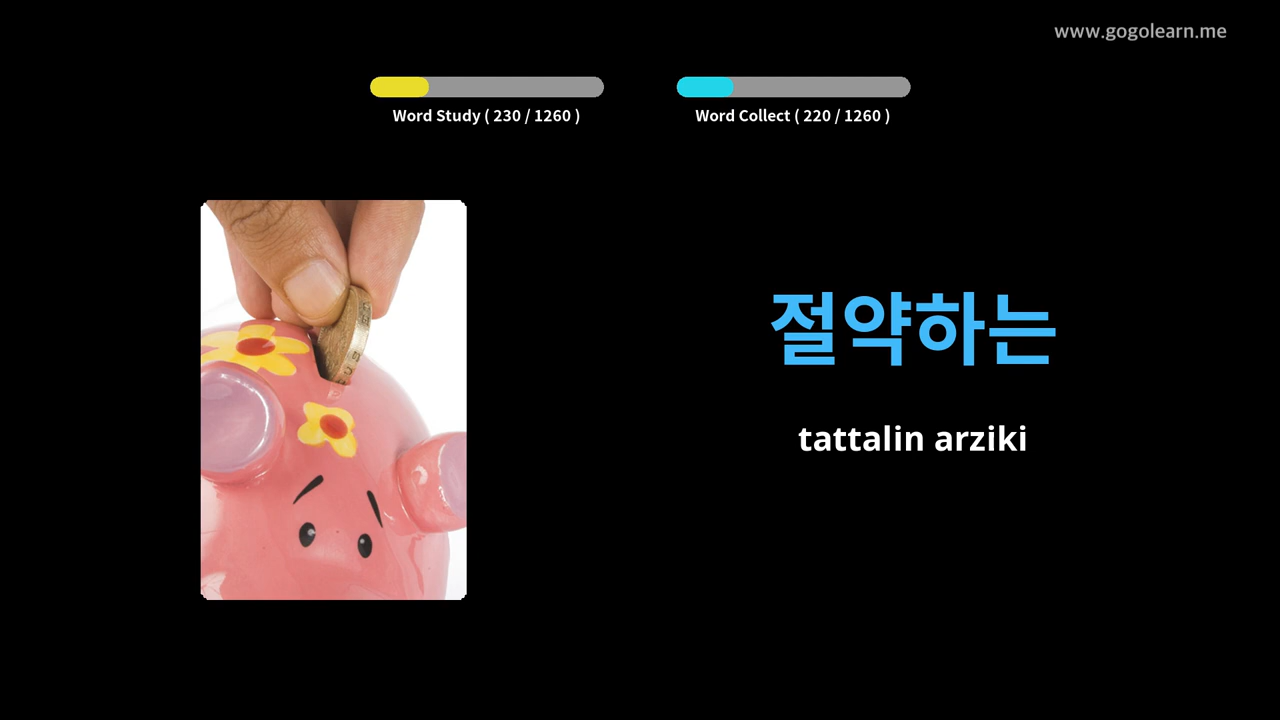 www.gogolearn.me
Word Study ( 230 / 1260 )
Word Collect ( 220 / 1260 )
절약하는
tattalin arziki